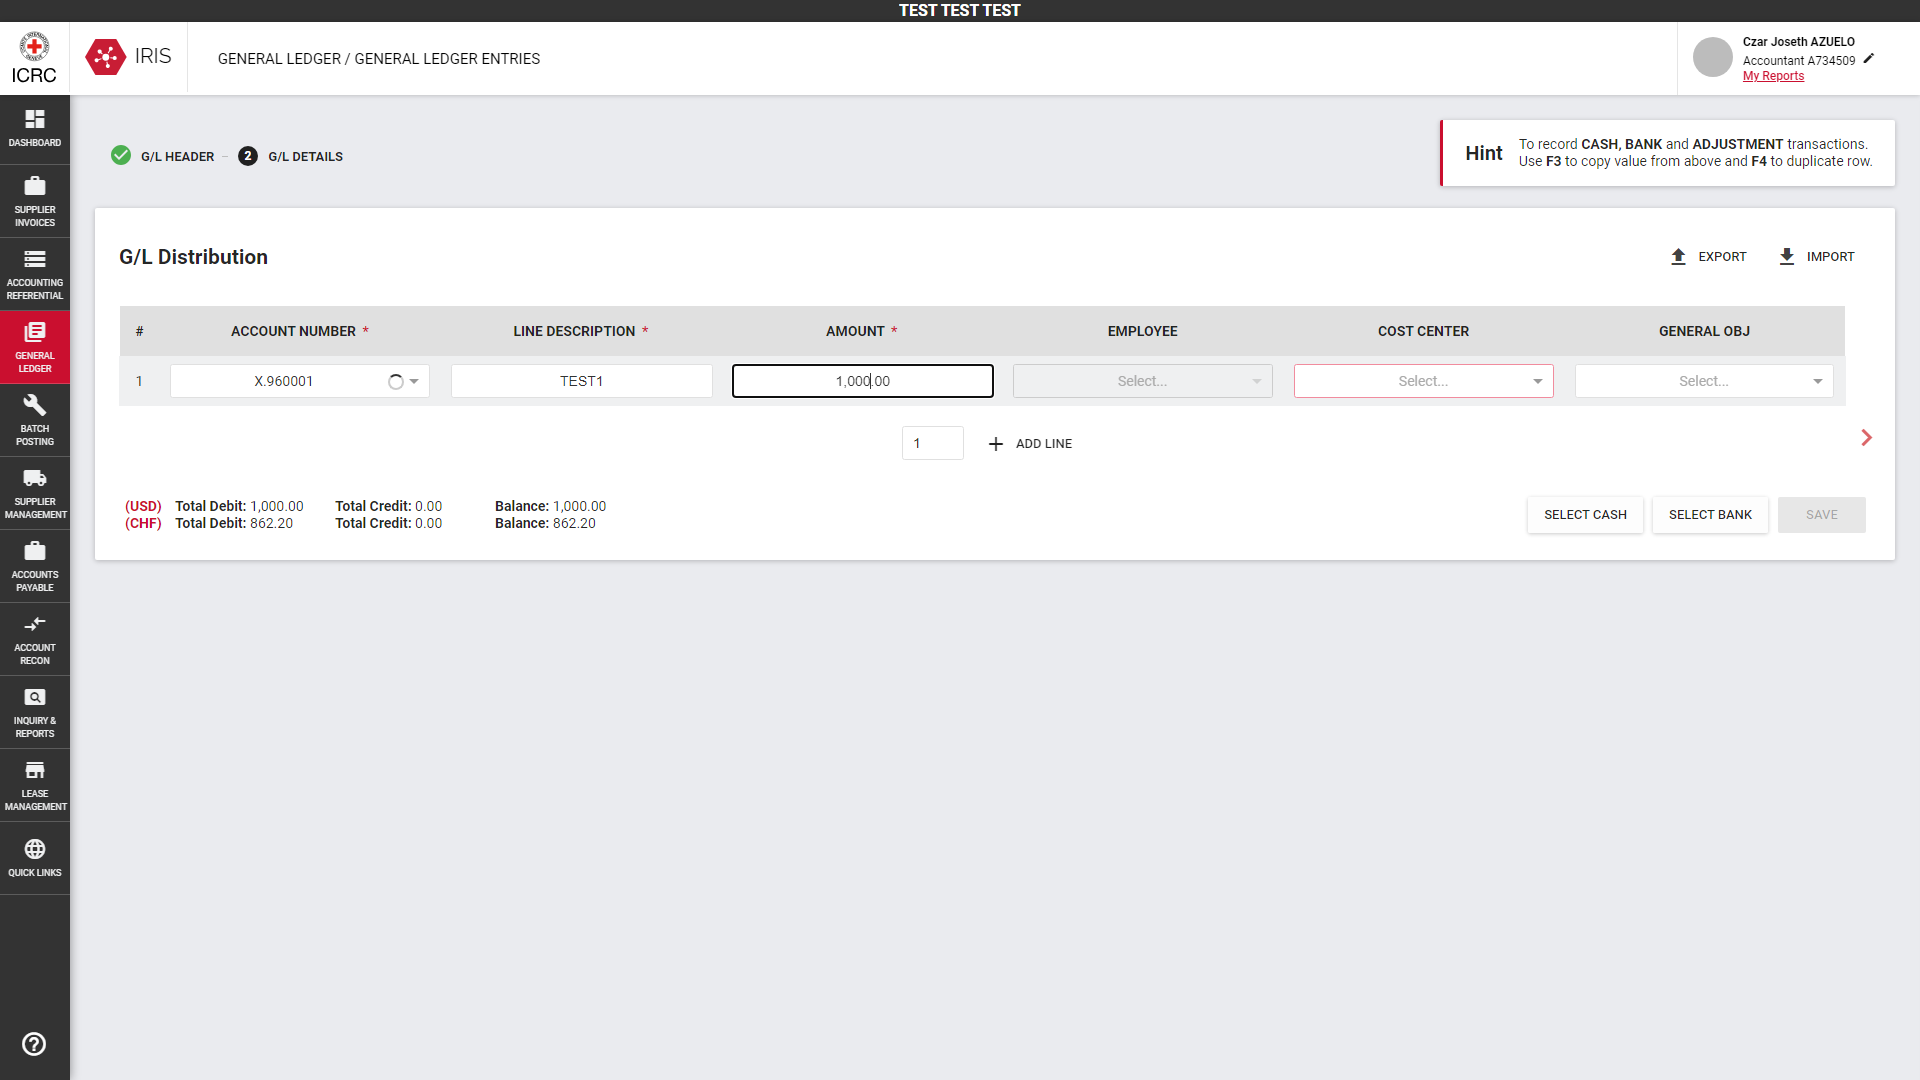 TEST TEST TEST
ICRC
IRIS
GENERAL LEDGER / GENERAL LEDGER ENTRIES
Czar Joseth AZUELO
Accountant A734509
My Reports
DASHBOARD
SUPPLIER
INVOICES
ACCOUNTING
REFERENTIAL
GENERAL
LEDGER
BATCH
POSTING
SUPPLIER
MANAGEMENT
ACCOUNTS
PAYABLE
ACCOUNT
RECON
INQUIRY &
REPORTS
LEASE
MANAGEMENT
QUICK LINKS
G/L HEADER
2 G/L DETAILS
Hint
To record CASH, BANK and ADJUSTMENT transactions.
Use F3 to copy value from above and F4 to duplicate row.
G/L Distribution
EXPORT
IMPORT
# ACCOUNT NUMBER * LINE DESCRIPTION * AMOUNT * EMPLOYEE COST CENTER GENERAL OBJ
1 X.960001 TEST1 1,000.00 Select... Select... Select...
1 ADD LINE
(USD) Total Debit: 1,000.00 Total Credit: 0.00 Balance: 1,000.00
(CHF) Total Debit: 862.20 Total Credit: 0.00 Balance: 862.20
SELECT CASH
SELECT BANK
SAVE